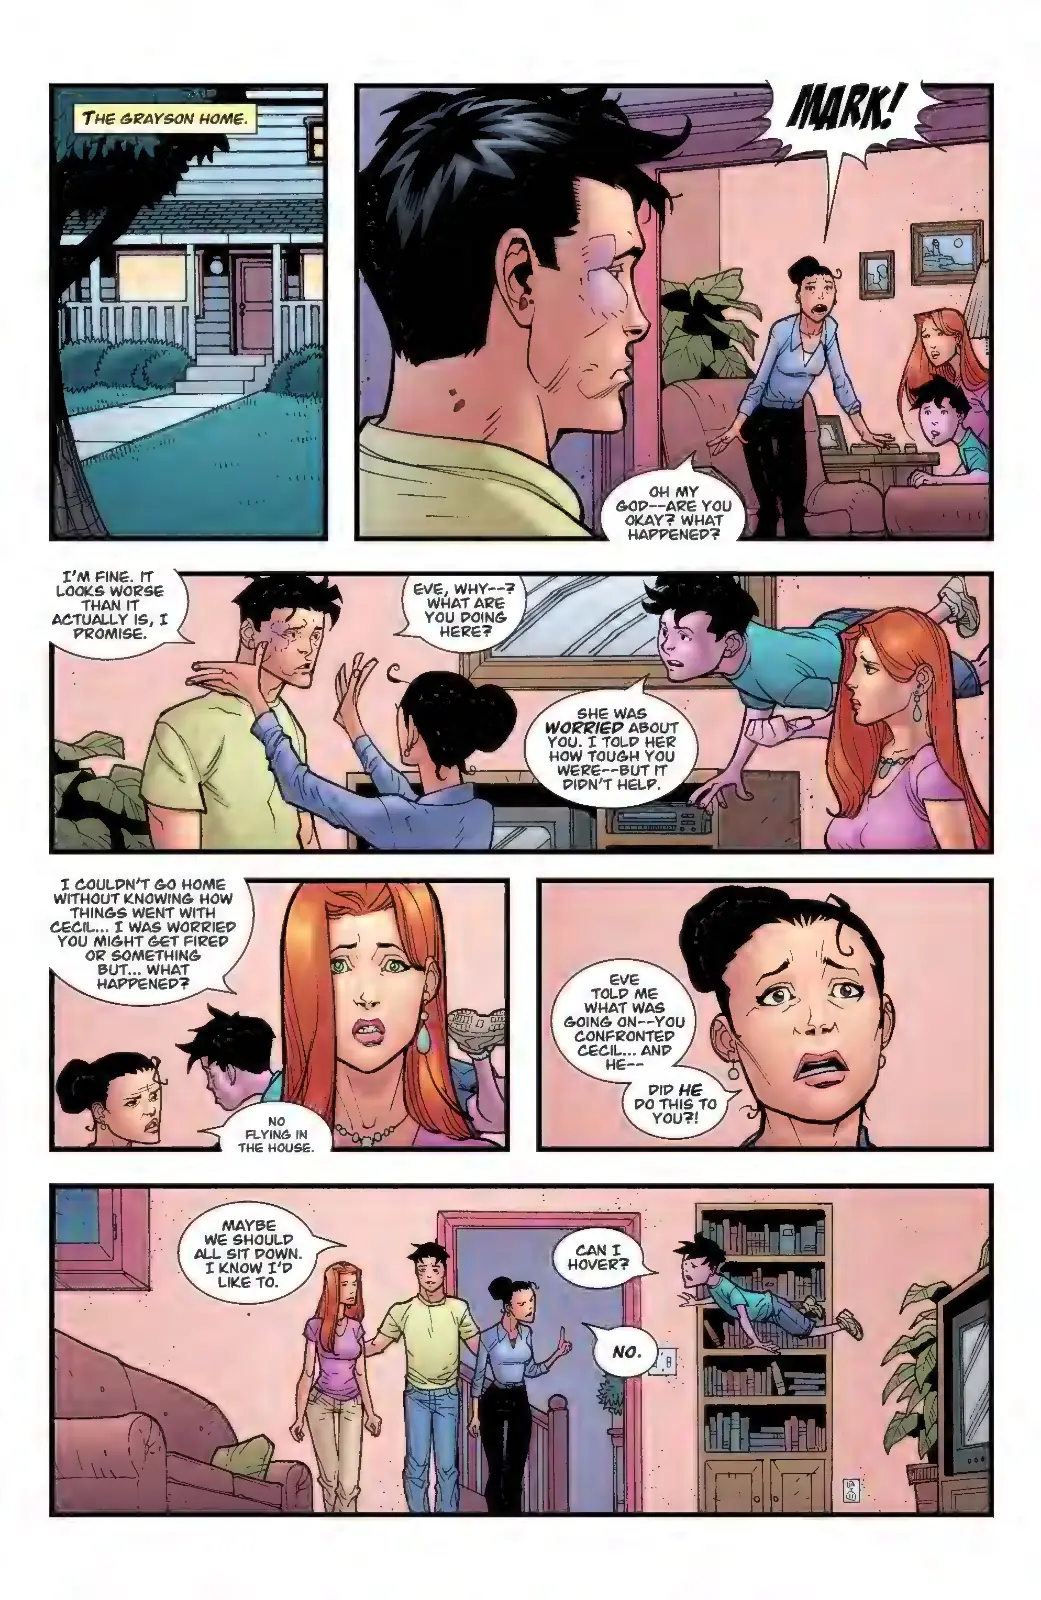 THE GRAYSON HOME.
MARK!
OH MY
GOD--ARE YOU
OKAY? WHAT
HAPPENED?
I'M FINE. IT
LOOKS WORSE
THAN IT
ACTUALLY IS, I
PROMISE.
EVE, WHY--?
WHAT ARE
YOU DOING
HERE?
SHE WAS
WORRIED ABOUT
YOU. I TOLD HER
HOW TOUGH YOU
WERE--BUT IT
DIDN'T HELP.
I COULDN'T GO HOME
WITHOUT KNOWING HOW
THINGS WENT WITH
CECIL... I WAS WORRIED
YOU MIGHT GET FIRED
OR SOMETHING
BUT... WHAT
HAPPENED?
NO
FLYING IN
THE HOUSE.
EVE
TOLD ME
WHAT WAS
GOING ON--YOU
CONFRONTED
CECIL... AND
HE--
DID HE
DO THIS TO
YOU?!
MAYBE
WE SHOULD
ALL SIT DOWN.
I KNOW I'D
LIKE TO.
CAN I
HOVER?
NO.